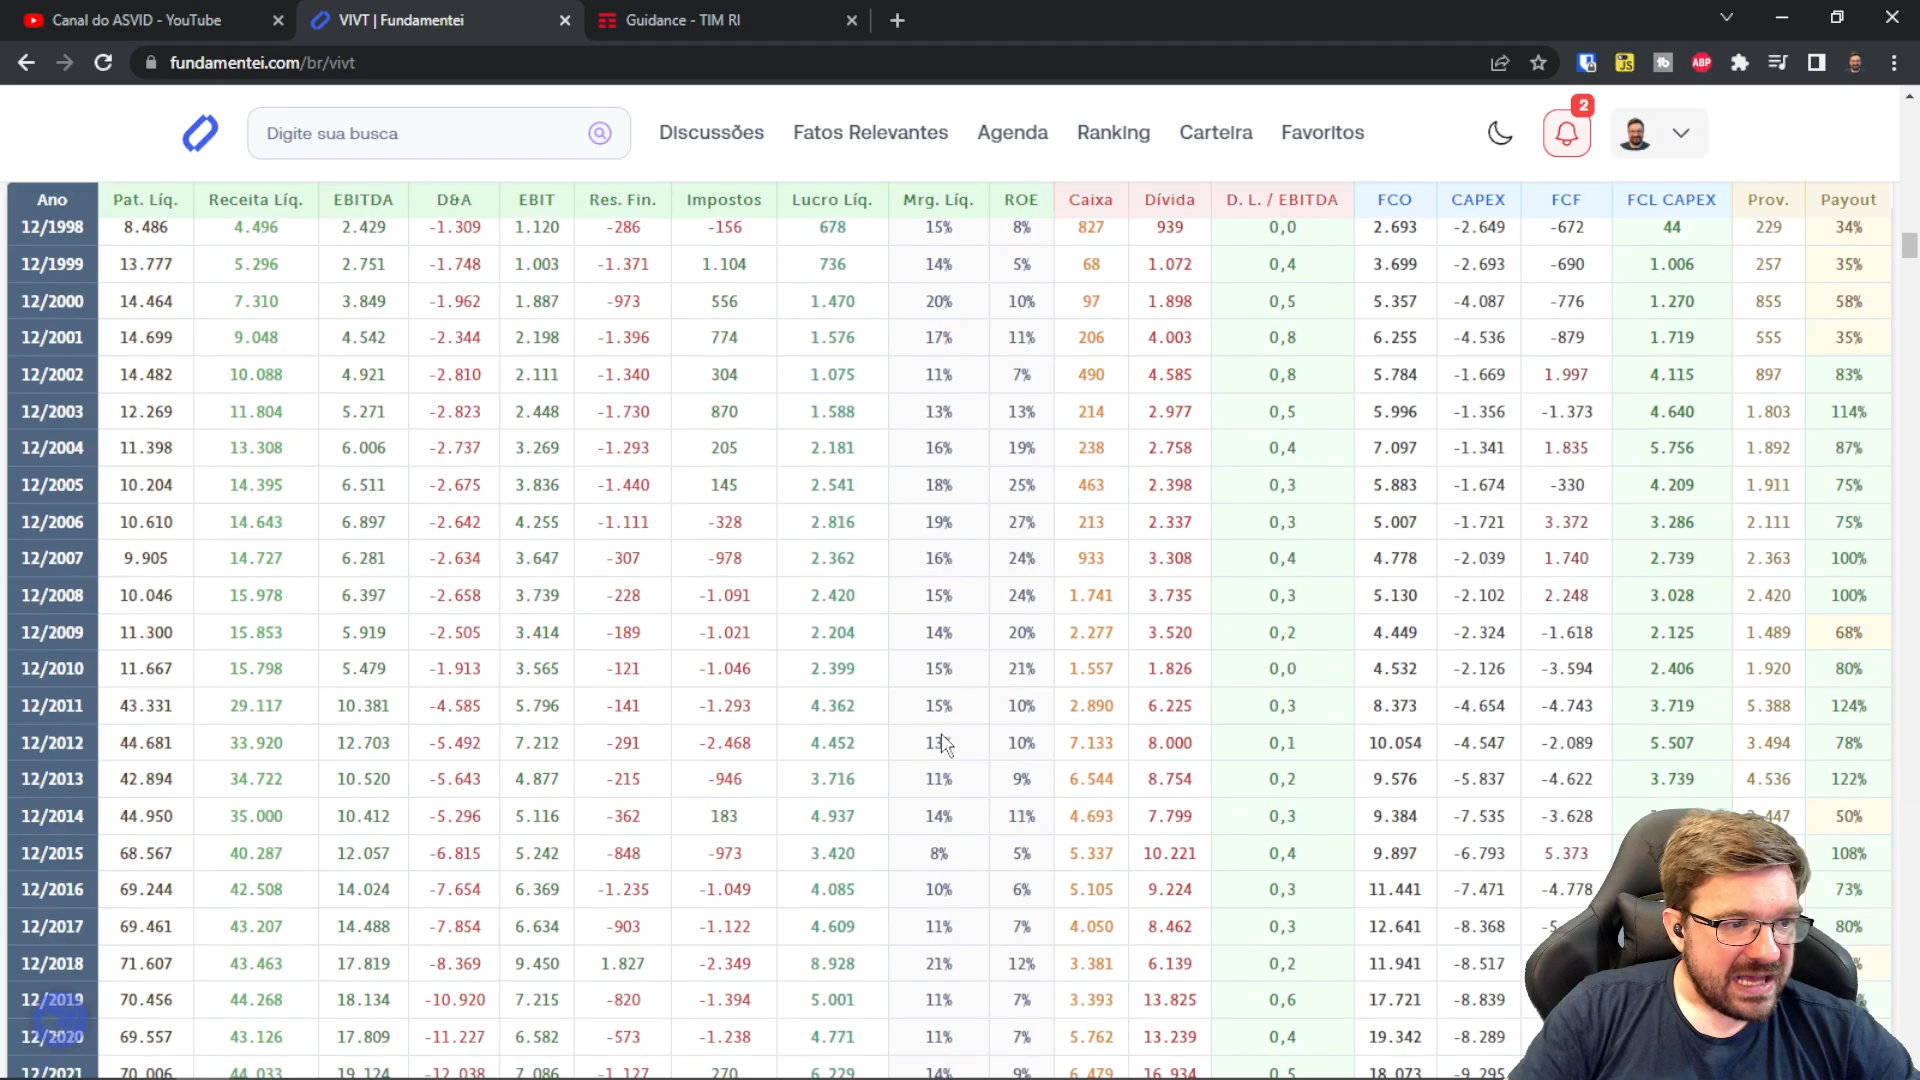 Canal do ASVID - YouTube
VIVT | Fundamentei
Guidance - TIM RI
fundamentei.com/br/vivt
JS
tb
ABP
Digite sua busca
Discussões Fatos Relevantes Agenda Ranking Carteira Favoritos
2
Ano Pat. Líq. Receita Líq. EBITDA D&A EBIT Res. Fin. Impostos Lucro Líq. Mrg. Líq. ROE Caixa Dívida D. L. / EBITDA FCO CAPEX FCF FCL CAPEX Prov. Payout
12/1998 8.486 4.496 2.429 -1.309 1.120 -286 -156 678 15% 8% 827 939 0,0 2.693 -2.649 -672 44 229 34%
12/1999 13.777 5.296 2.751 -1.748 1.003 -1.371 1.104 736 14% 5% 68 1.072 0,4 3.699 -2.693 -690 1.006 257 35%
12/2000 14.464 7.310 3.849 -1.962 1.887 -973 556 1.470 20% 10% 97 1.898 0,5 5.357 -4.087 -776 1.270 855 58%
12/2001 14.699 9.048 4.542 -2.344 2.198 -1.396 774 1.576 17% 11% 206 4.003 0,8 6.255 -4.536 -879 1.719 555 35%
12/2002 14.482 10.088 4.921 -2.810 2.111 -1.340 304 1.075 11% 7% 490 4.585 0,8 5.784 -1.669 1.997 4.115 897 83%
12/2003 12.269 11.804 5.271 -2.823 2.448 -1.730 870 1.588 13% 13% 214 2.977 0,5 5.996 -1.356 -1.373 4.640 1.803 114%
12/2004 11.398 13.308 6.006 -2.737 3.269 -1.293 205 2.181 16% 19% 238 2.758 0,4 7.097 -1.341 1.835 5.756 1.892 87%
12/2005 10.204 14.395 6.511 -2.675 3.836 -1.440 145 2.541 18% 25% 463 2.398 0,3 5.883 -1.674 -330 4.209 1.911 75%
12/2006 10.610 14.643 6.897 -2.642 4.255 -1.111 -328 2.816 19% 27% 213 2.337 0,3 5.007 -1.721 3.372 3.286 2.111 75%
12/2007 9.905 14.727 6.281 -2.634 3.647 -307 -978 2.362 16% 24% 933 3.308 0,4 4.778 -2.039 1.740 2.739 2.363 100%
12/2008 10.046 15.978 6.397 -2.658 3.739 -228 -1.091 2.420 15% 24% 1.741 3.735 0,3 5.130 -2.102 2.248 3.028 2.420 100%
12/2009 11.300 15.853 5.919 -2.505 3.414 -189 -1.021 2.204 14% 20% 2.277 3.520 0,2 4.449 -2.324 -1.618 2.125 1.489 68%
12/2010 11.667 15.798 5.479 -1.913 3.565 -121 -1.046 2.399 15% 21% 1.557 1.826 0,0 4.532 -2.126 -3.594 2.406 1.920 80%
12/2011 43.331 29.117 10.381 -4.585 5.796 -141 -1.293 4.362 15% 10% 2.890 6.225 0,3 8.373 -4.654 -4.743 3.719 5.388 124%
12/2012 44.681 33.920 12.703 -5.492 7.212 -291 -2.468 4.452 10% 7.133 8.000 0,1 10.054 -4.547 -2.089 5.507 3.494 78%
12/2013 42.894 34.722 10.520 -5.643 4.877 -215 -946 3.716 11% 9% 6.544 8.754 0,2 9.576 -5.837 -4.622 3.739 4.536 122%
12/2014 44.950 35.000 10.412 -5.296 5.116 -362 183 4.937 14% 11% 4.693 7.799 0,3 9.384 -7.535 -3.628 50%
12/2015 68.567 40.287 12.057 -6.815 5.242 -848 -973 3.420 8% 5% 5.337 10.221 0,4 9.897 -6.793 5.373 108%
12/2016 69.244 42.508 14.024 -7.654 6.369 -1.235 -1.049 4.085 10% 6% 5.105 9.224 0,3 11.441 -7.471 -4.778 73%
12/2017 69.461 43.207 14.488 -7.854 6.634 -903 -1.122 4.609 11% 7% 4.050 8.462 0,3 12.641 -8.368 80%
12/2018 71.607 43.463 17.819 -8.369 9.450 1.827 -2.349 8.928 21% 12% 3.381 6.139 0,2 11.941 -8.517
12/2019 70.456 44.268 18.134 -10.920 7.215 -820 -1.394 5.001 11% 7% 3.393 13.825 0,6 17.721 -8.839
12/2020 69.557 43.126 17.809 -11.227 6.582 -573 -1.238 4.771 11% 7% 5.762 13.239 0,4 19.342 -8.289
12/2021 70.006 44.033 19.124 -12.038 7.086 -1.127 270 6.229 14% 9% 6.479 16.934 0,5 18.073 -9.295